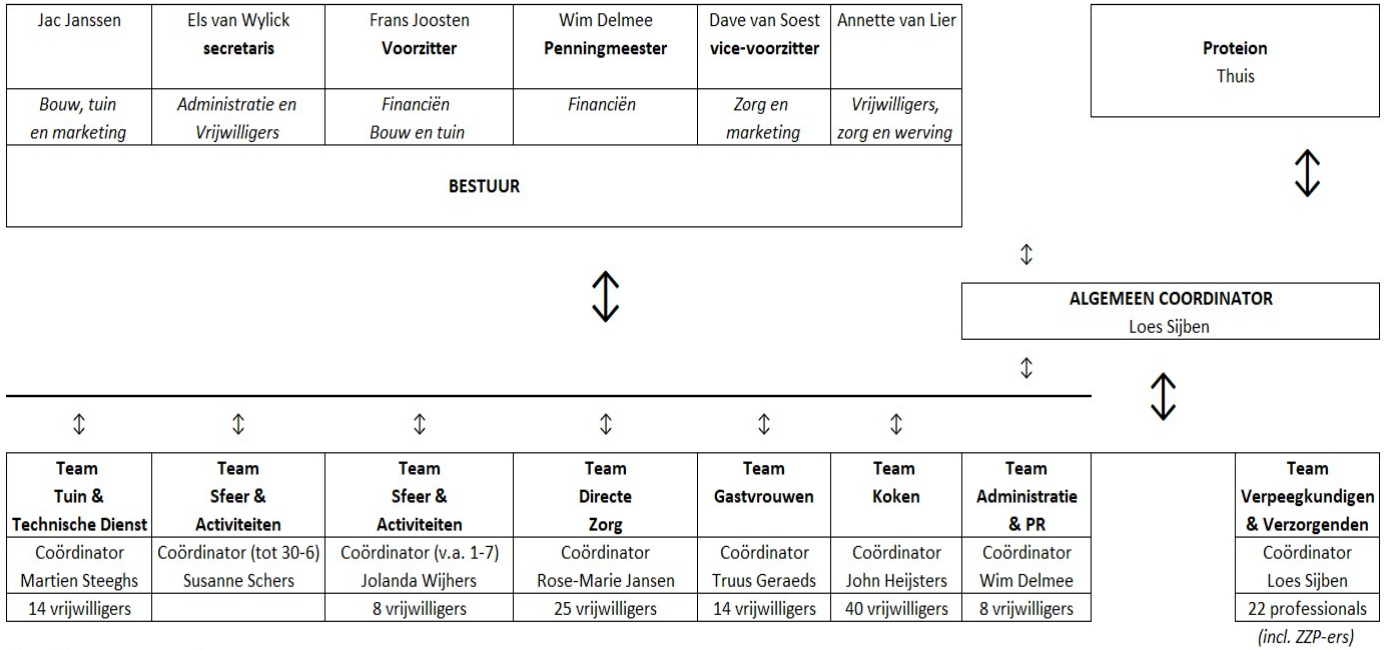 Jac Janssen
Els van Wylick
secretaris
Frans Joosten
Voorzitter
Wim Delmee
Penningmeester
Dave van Soest
vice-voorzitter
Annette van Lier
Proteion
Thuis
Bouw, tuin
en marketing
Administratie en
Vrijwilligers
Financiën
Bouw en tuin
Financiën
Zorg en
marketing
Vrijwilligers,
zorg en werving
BESTUUR
ALGEMEEN COORDINATOR
Loes Sijben
Team
Tuin &
Technische Dienst
Coördinator
Martien Steeghs
14 vrijwilligers
Team
Sfeer &
Activiteiten
Coördinator (tot 30-6)
Susanne Schers
Team
Sfeer &
Activiteiten
Coördinator (v.a. 1-7)
Jolanda Wijhers
8 vrijwilligers
Team
Directe
Zorg
Coördinator
Rose-Marie Jansen
25 vrijwilligers
Team
Gastvrouwen
Coördinator
Truus Geraeds
14 vrijwilligers
Team
Koken
Coördinator
John Heijsters
40 vrijwilligers
Team
Administratie
& PR
Coördinator
Wim Delmee
8 vrijwilligers
Team
Verpeegkundigen
& Verzorgenden
Coördinator
Loes Sijben
22 professionals
(incl. ZZP-ers)